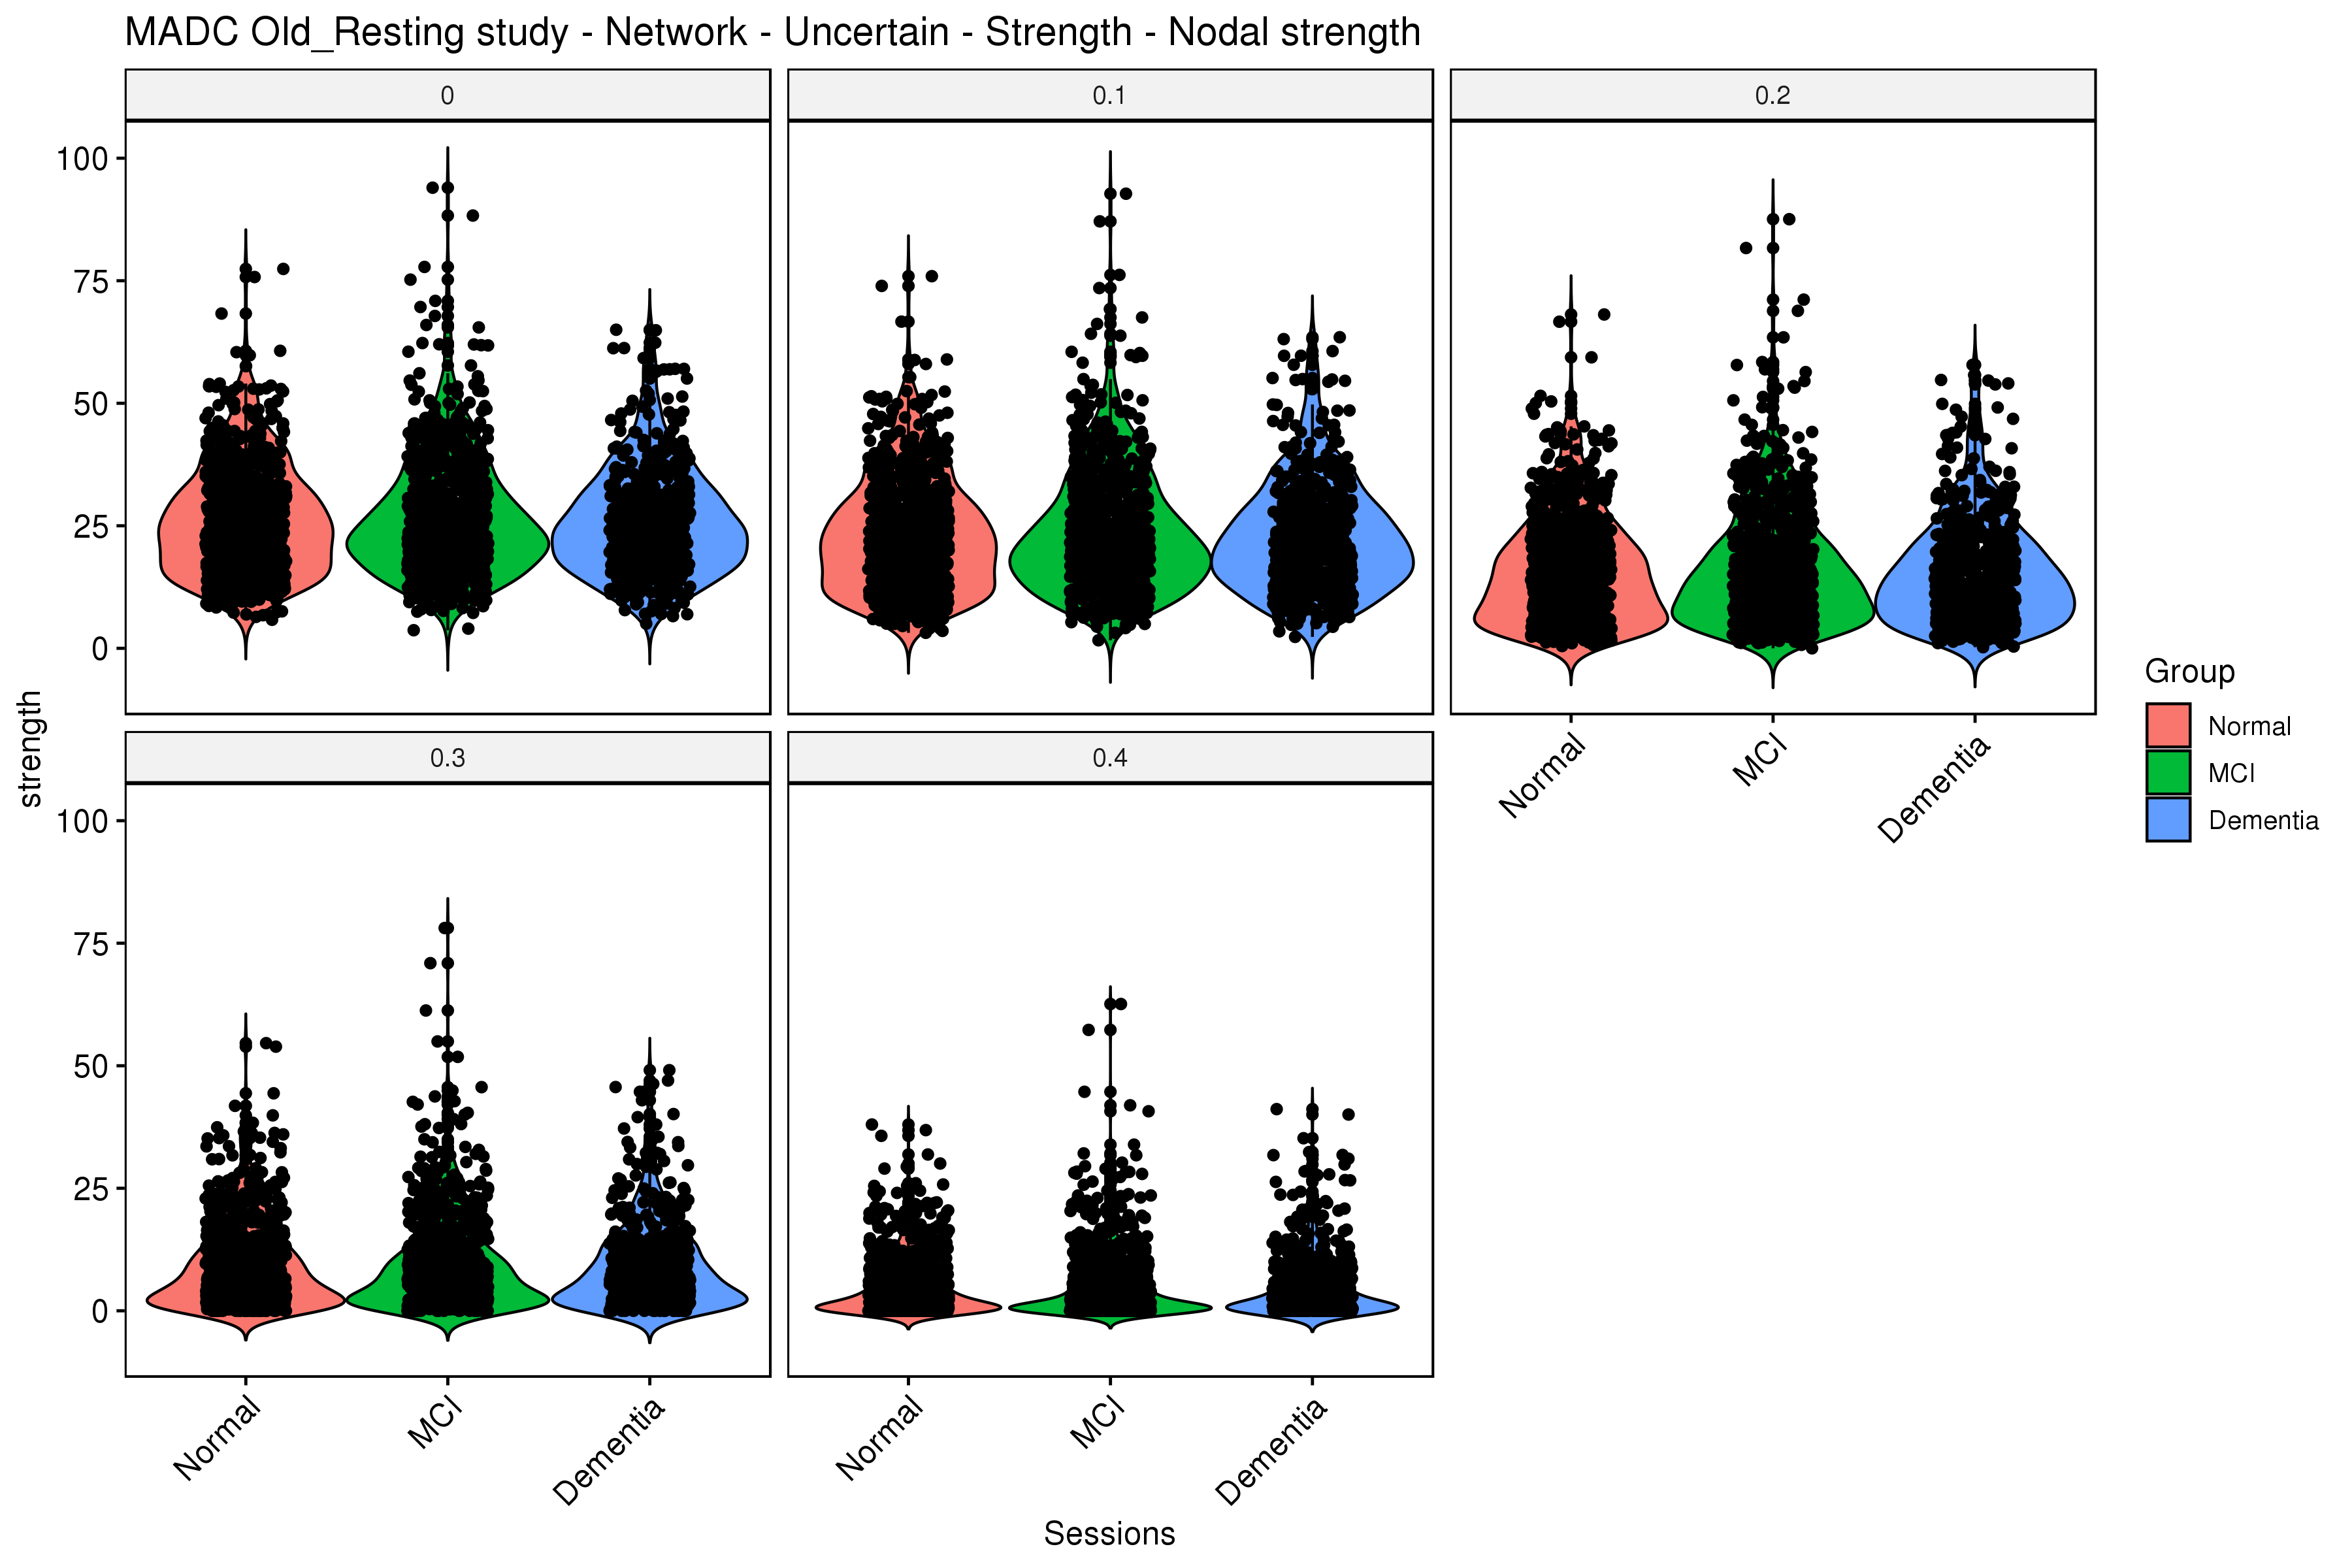 MADC Old_Resting study - Network - Uncertain - Strength - Nodal strength
0
0.1
0.2
100
75
50
25
0
strength
Normal
MCI
Dementia
Group
Normal
MCI
Dementia
0.3
0.4
100
75
50
25
0
Normal
MCI
Dementia
Normal
MCI
Dementia
Sessions